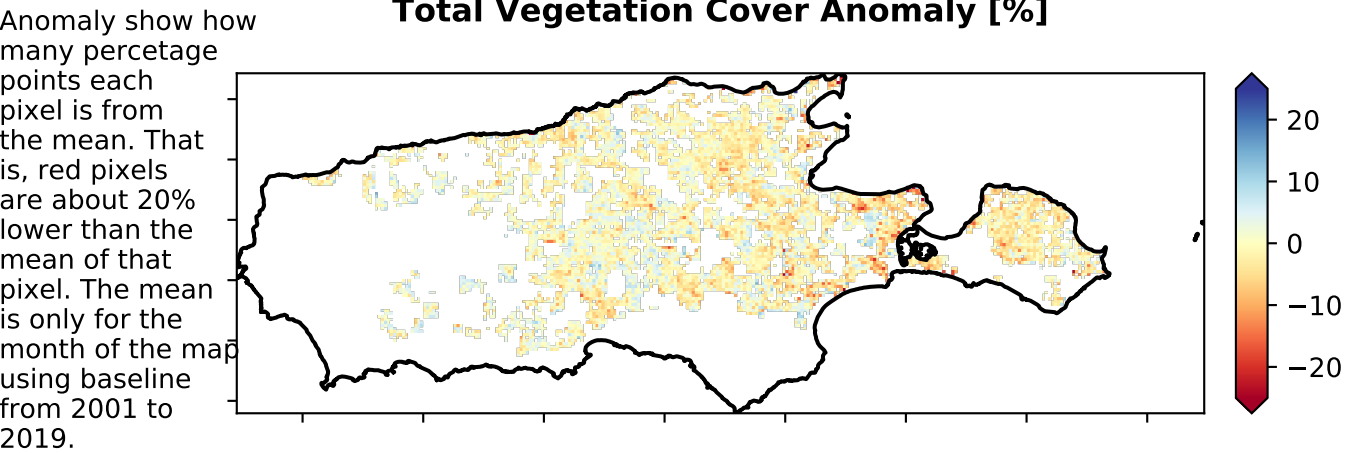 Total Vegetation Cover Anomaly [%]
Anomaly show how
many percetage
points each
pixel is from
the mean. That
is, red pixels
are about 20%
lower than the
mean of that
pixel. The mean
is only for the
month of the map
using baseline
from 2001 to
2019.
20
10
0
−10
−20